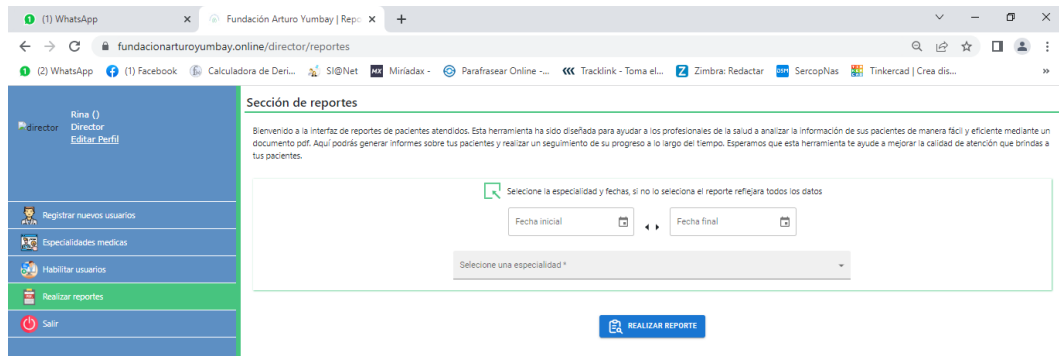 (1) WhatsApp
Fundación Arturo Yumbay | Repo
fundacionarturoyumbay.online/director/reportes
(2) WhatsApp (1) Facebook Calculadora de Deri... SI@Net Miríadax - Parafrasear Online -... Tracklink - Toma el... Zimbra: Redactar SercopNas Tinkercad | Crea dis...
director
Rina ()
Director
Editar Perfil
Registrar nuevos usuarios
Especialidades medicas
Habilitar usuarios
Realizar reportes
Salir
Sección de reportes
Bienvenido a la interfaz de reportes de pacientes atendidos. Esta herramienta ha sido diseñada para ayudar a los profesionales de la salud a analizar la información de sus pacientes de manera fácil y eficiente mediante un
documento pdf. Aquí podrás generar informes sobre tus pacientes y realizar un seguimiento de su progreso a lo largo del tiempo. Esperamos que esta herramienta te ayude a mejorar la calidad de atención que brindas a
tus pacientes.
Selecione la especialidad y fechas, si no lo seleciona el reporte reflejara todos los datos
Fecha inicial
Fecha final
Selecione una especialidad *
REALIZAR REPORTE